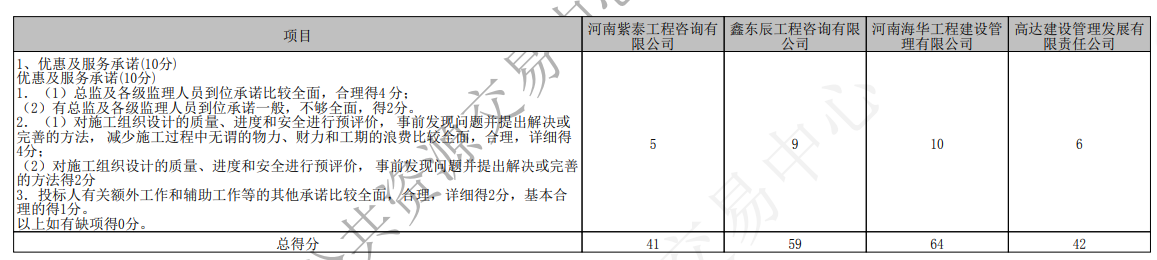 项目
河南紫泰工程咨询有
限公司
鑫东辰工程咨询有限
公司
河南海华工程建设管
理有限公司
高达建设管理发展有
限责任公司
1、优惠及服务承诺(10分)
优惠及服务承诺(10分)
1. （1）总监及各级监理人员到位承诺比较全面，合理得4 分；
（2）有总监及各级监理人员到位承诺一般，不够全面，得2分。
2. （1）对施工组织设计的质量、进度和安全进行预评价， 事前发现问题并提出解决或
完善的方法， 减少施工过程中无谓的物力、财力和工期的浪费比较全面，合理，详细得
4分；
（2）对施工组织设计的质量、进度和安全进行预评价， 事前发现问题并提出解决或完善
的方法得2分
3．投标人有关额外工作和辅助工作等的其他承诺比较全面，合理，详细得2分，基本合
理的得1分。
以上如有缺项得0分。
5
9
10
6
总得分
41
59
64
42
公共资源交易中心
交易中心